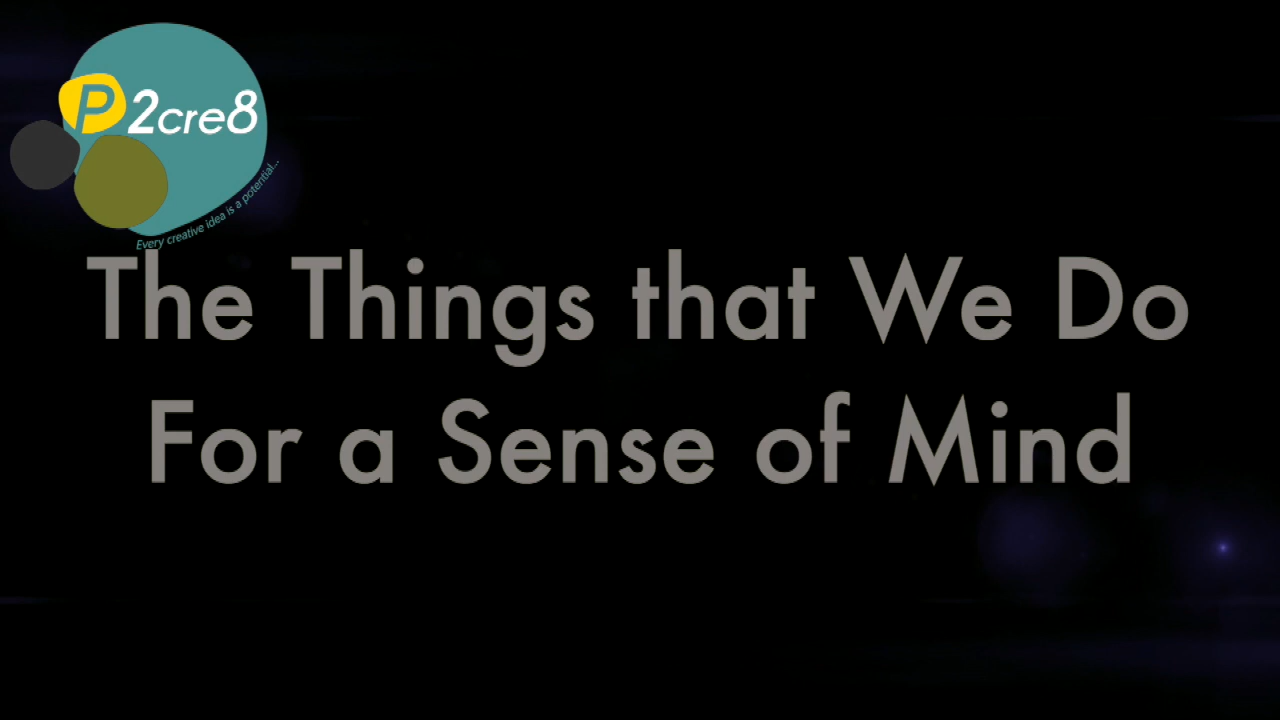 P2cre8
Every creative idea is a potential...
The Things that We Do
For a Sense of Mind